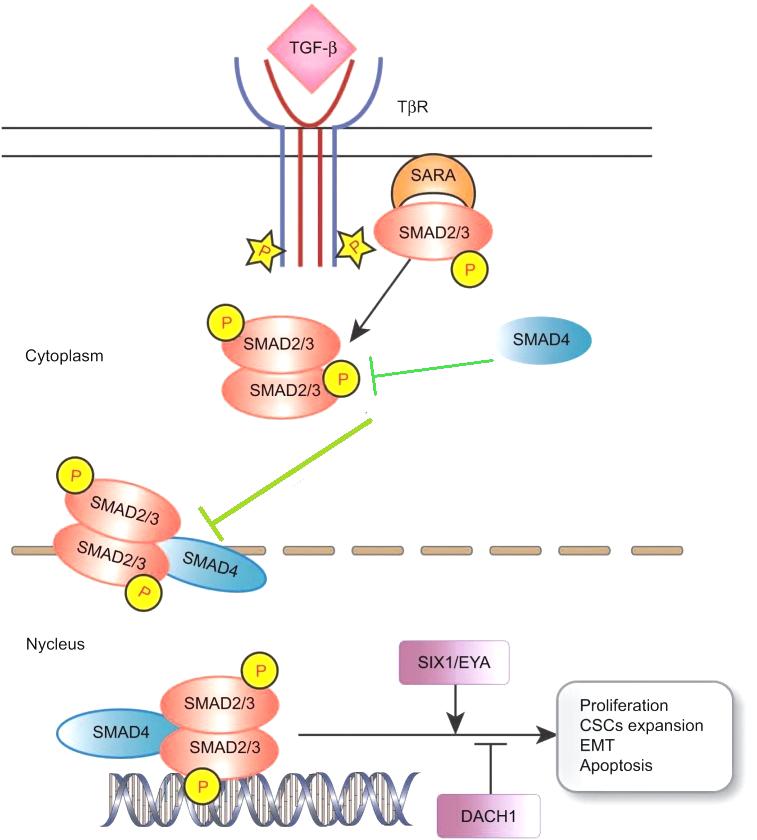 TGF-β
TβR
SARA
SMAD2/3
P
P
P
P
SMAD2/3
SMAD4
Cytoplasm
P
SMAD2/3
P
SMAD2/3
SMAD2/3
SMAD4
P
Nycleus
P
SIX1/EYA
SMAD2/3
Proliferation
CSCs expansion
EMT
Apoptosis
SMAD4
SMAD2/3
P
DACH1